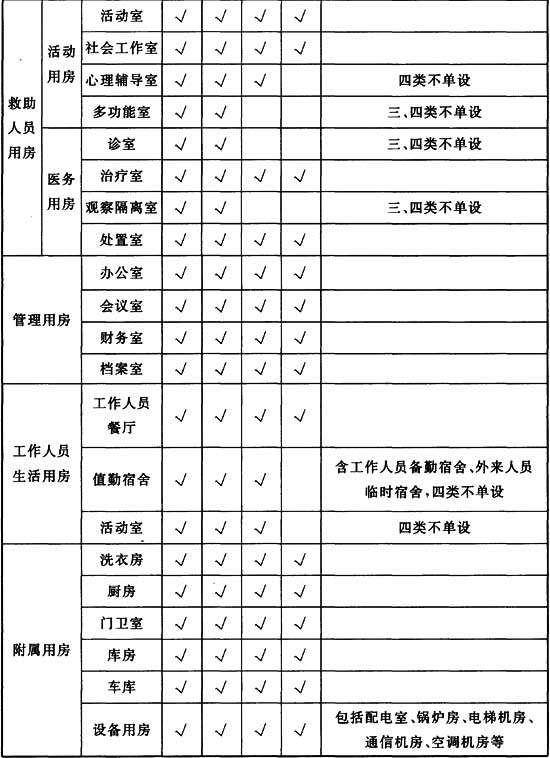 救助
人员
用房
活动
用房
活动室 √ √ √ √
社会工作室 √ √ √ √
心理辅导室 √ √ √ 四类不单设
多功能室 √ √ 三、四类不单设
医务
用房
诊室 √ √ 三、四类不单设
治疗室 √ √ √ √
观察隔离室 √ √ 三、四类不单设
处置室 √ √ √ √
管理用房
办公室 √ √ √ √
会议室 √ √ √ √
财务室 √ √ √ √
档案室 √ √ √ √
工作人员
生活用房
工作人员
餐厅 √ √ √ √
值勤宿舍 √ √ √ 含工作人员备勤宿舍、外来人员
临时宿舍,四类不单设
活动室 √ √ √ 四类不单设
附属用房
洗衣房 √ √ √ √
厨房 √ √ √ √
门卫室 √ √ √ √
库房 √ √ √ √
车库 √ √ √ √
设备用房 √ √ √ √ 包括配电室、锅炉房、电梯机房、
通信机房、空调机房等